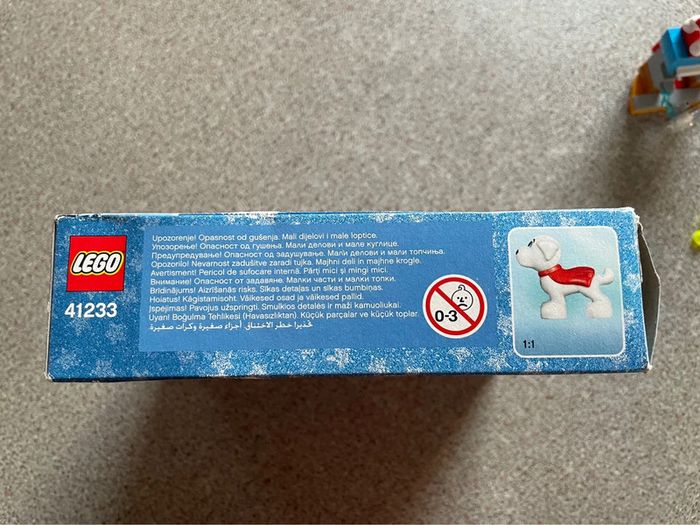 LEGO
41233
Upozorenje! Opasnost od gušenja. Mali dijelovi i male loptice.
Упозорење! Опасност од гушења. Мали делови и мале куглице.
Предупредување! Опасност од задушување. Мали делови и мали топчиња.
Opozorilo! Nevarnost zadušitve zaradi tujka. Majhni deli in majhne krogle.
Avertisment! Pericol de sufocare internă. Părți mici și mingi mici.
Внимание! Опасност от задавяне. Малки части и малки топки.
Brīdinājums! Aizrīšanās risks. Sīkas detaļas un sīkas bumbiņas.
Hoiatus! Kägistamisoht. Väikesed osad ja väikesed pallid.
Įspėjimas! Pavojus užspringti. Smulkios detalės ir maži kamuoliukai.
Uyarı! Boğulma Tehlikesi (Havasızlıktan). Küçük parçalar ve küçük toplar.
تحذير! خطر الاختناق. أجزاء صغيرة وكرات صغيرة
0-3
1:1